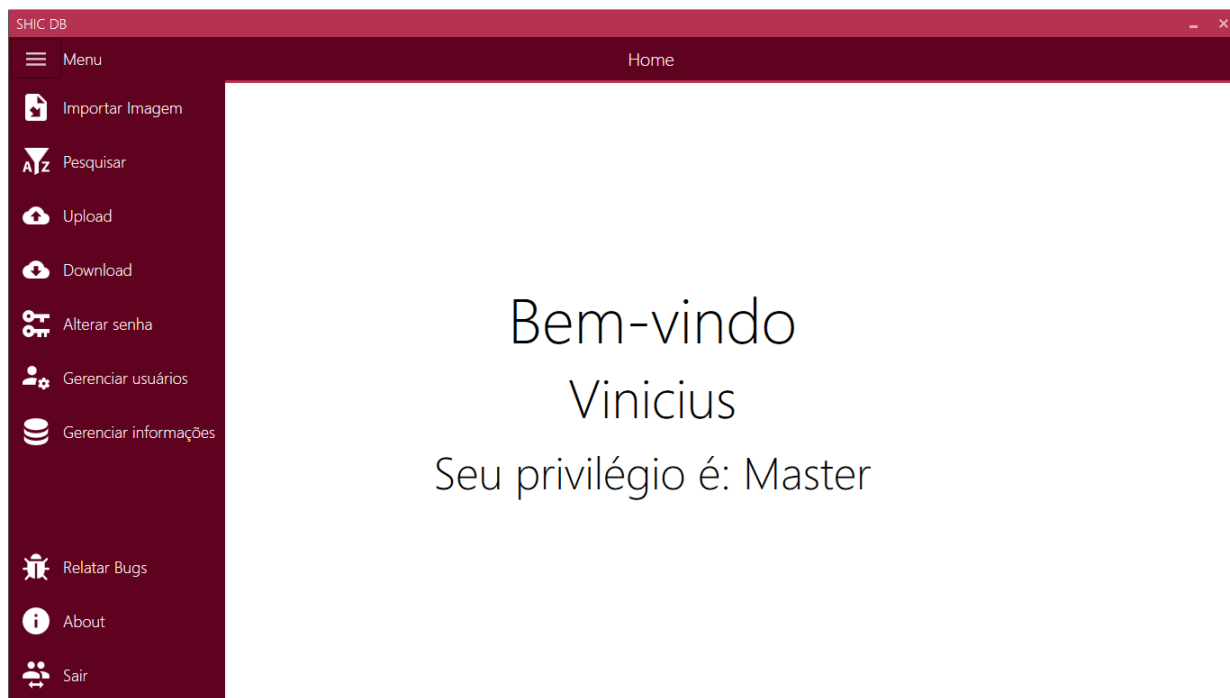 SHIC DB
Menu
Home
Importar Imagem
Pesquisar
Upload
Download
Alterar senha
Gerenciar usuários
Gerenciar informações
Relatar Bugs
About
Sair
Bem-vindo
Vinicius
Seu privilégio é: Master